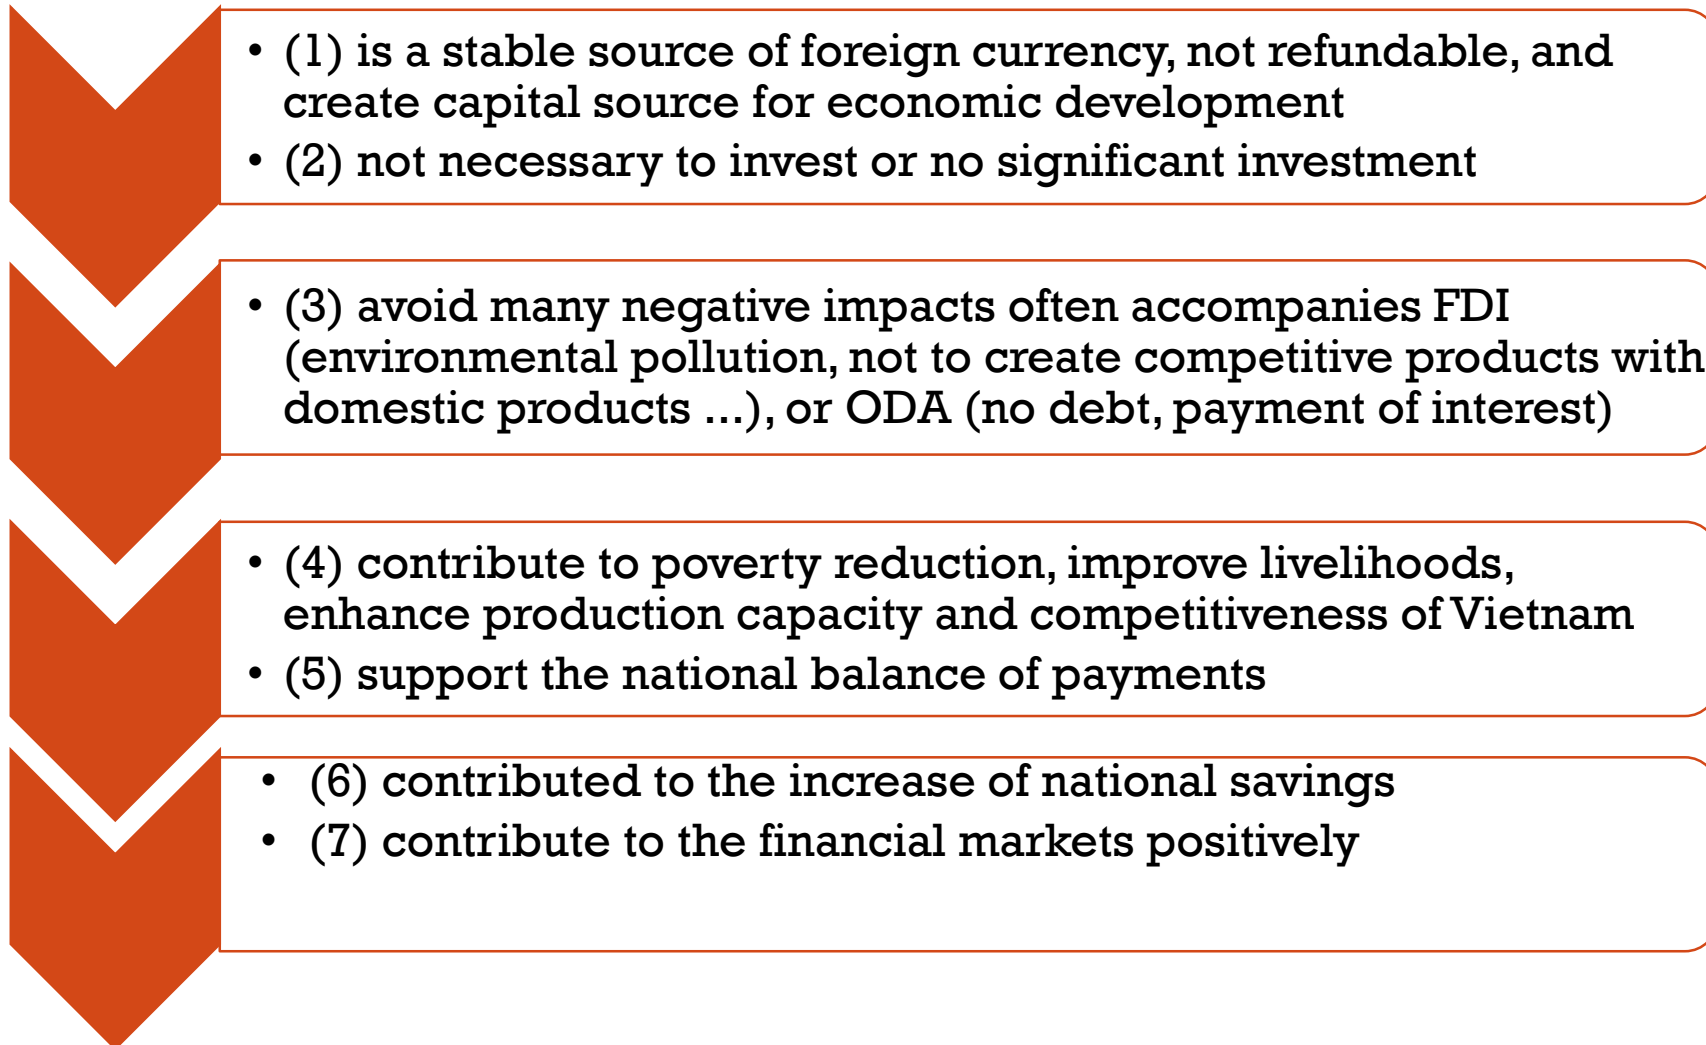 • (1) is a stable source of foreign currency, not refundable, and
create capital source for economic development
• (2) not necessary to invest or no significant investment
• (3) avoid many negative impacts often accompanies FDI
(environmental pollution, not to create competitive products with
domestic products ...), or ODA (no debt, payment of interest)
• (4) contribute to poverty reduction, improve livelihoods,
enhance production capacity and competitiveness of Vietnam
• (5) support the national balance of payments
• (6) contributed to the increase of national savings
• (7) contribute to the financial markets positively